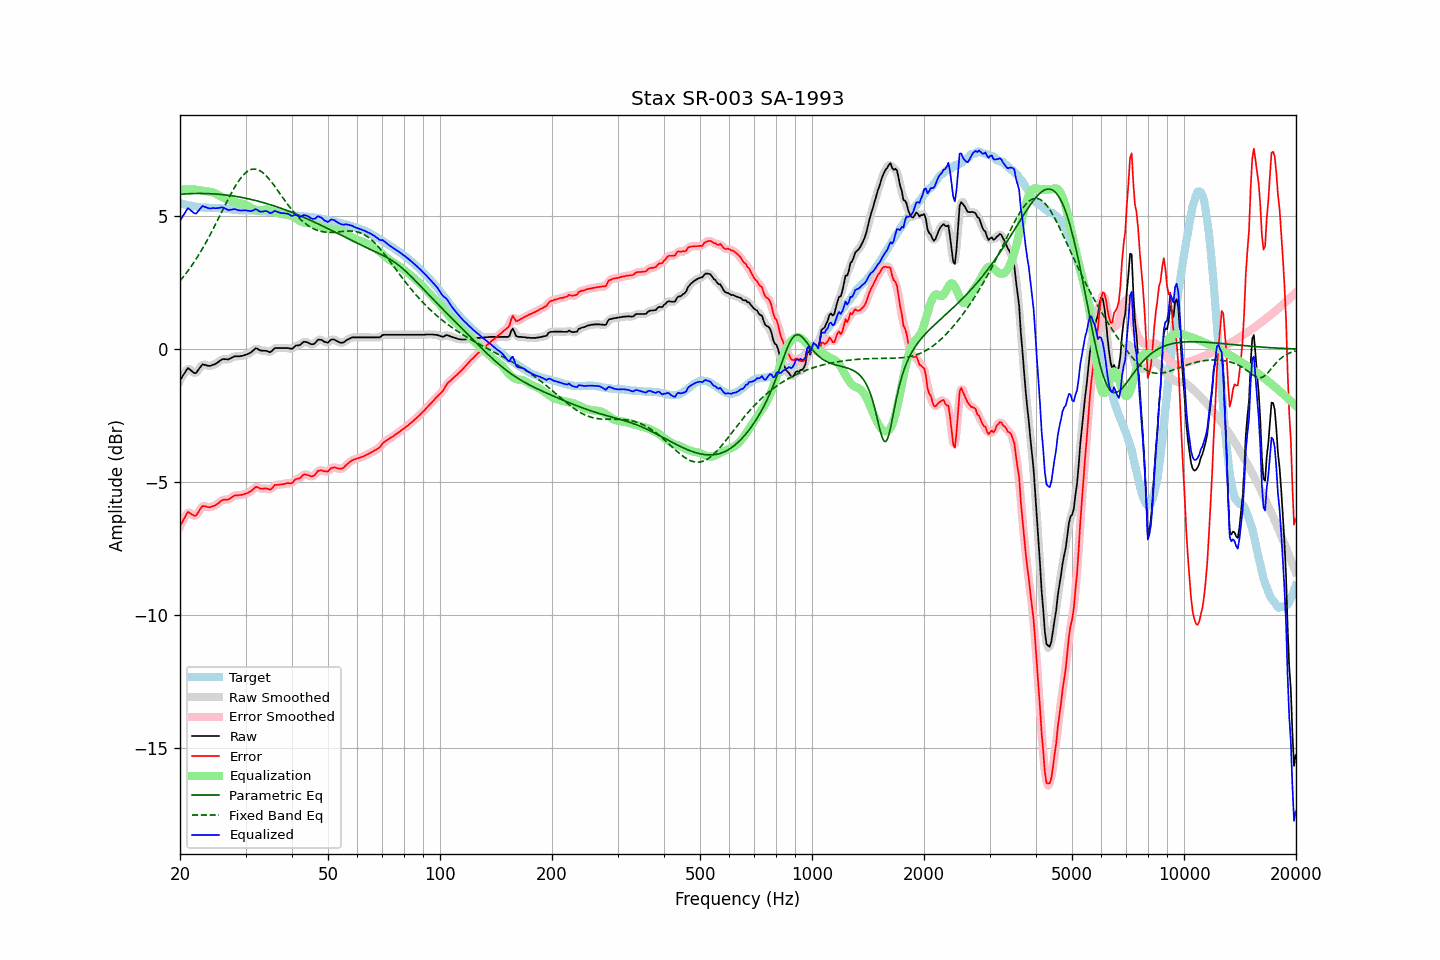 Stax SR-003 SA-1993
Amplitude (dBr)
5
0
−5
−10
−15
Target
Raw Smoothed
Error Smoothed
Raw
Error
Equalization
Parametric Eq
Fixed Band Eq
Equalized
20 50 100 200 500 1000 2000 5000 10000 20000
Frequency (Hz)